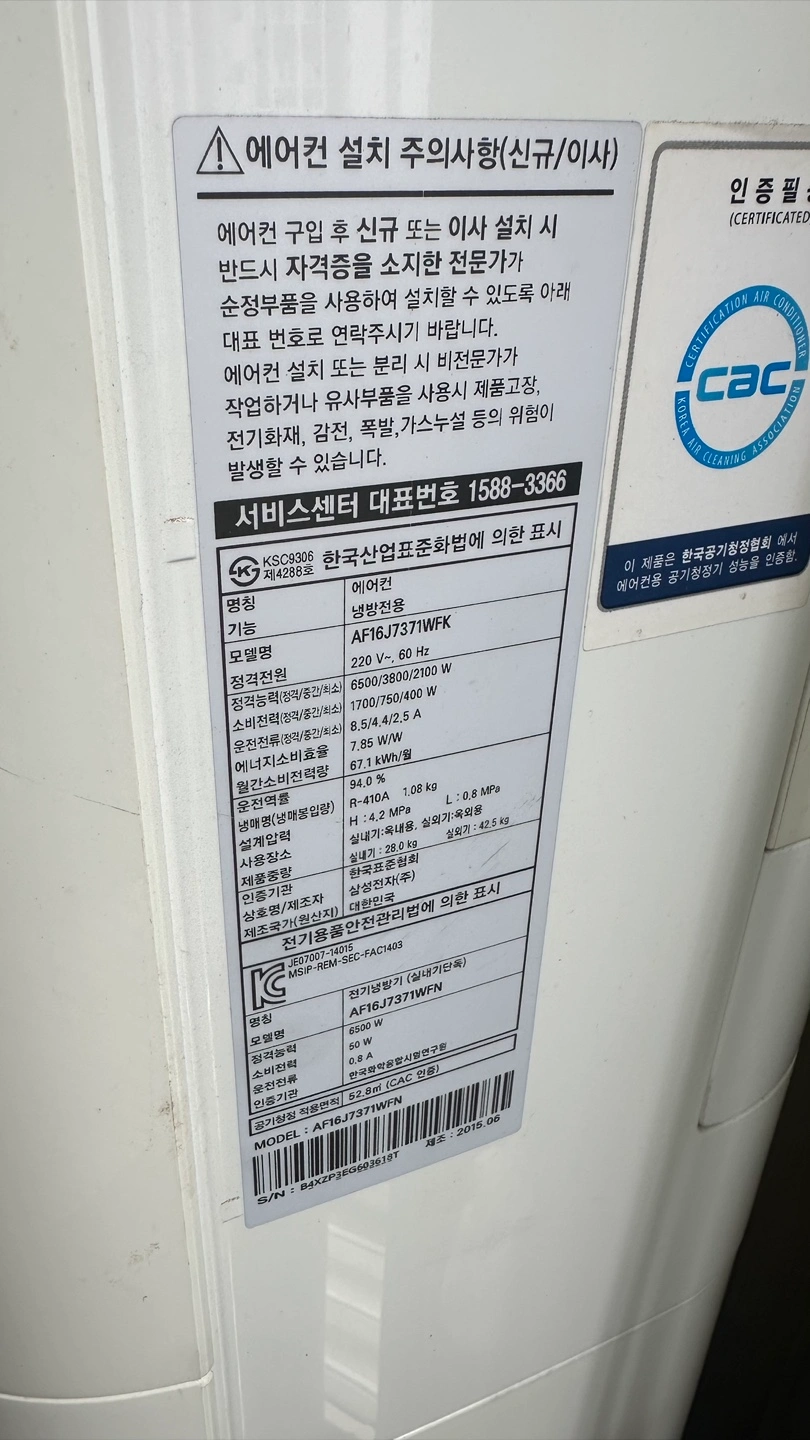 에어컨 설치 주의사항(신규/이사)
에어컨 구입 후 신규 또는 이사 설치 시
반드시 자격증을 소지한 전문가가
순정부품을 사용하여 설치할 수 있도록 아래
대표 번호로 연락주시기 바랍니다.
에어컨 설치 또는 분리 시 비전문가가
작업하거나 유사부품을 사용시 제품고장,
전기화재, 감전, 폭발,가스누설 등의 위험이
발생할 수 있습니다.
서비스센터 대표번호 1588-3366
KSC9306
제4288호
한국산업표준화법에 의한 표시
명칭 에어컨
기능 냉방전용
모델명 AF16J7371WFK
정격전원 220 V~, 60 Hz
정격능력(정격/중간/최소) 6500/3800/2100 W
소비전력(정격/중간/최소) 1700/750/400 W
운전전류(정격/중간/최소) 8.5/4.4/2.5 A
에너지소비효율 7.85 W/W
월간소비전력량 67.1 kWh/월
운전역률 94.0 %
냉매명(냉매봉입량) R-410A 1.08 kg
설계압력 H : 4.2 MPa L : 0.8 MPa
사용장소 실내기:옥내용, 실외기:옥외용
제품중량 실내기 : 28.0 kg 실외기 : 42.5 kg
인증기관 한국표준협회
상호명/제조자 삼성전자(주)
제조국가(원산지) 대한민국
전기용품안전관리법에 의한 표시
JE07007-14015
MSIP-REM-SEC-FAC1403
명칭 전기냉방기 (실내기단독)
모델명 AF16J7371WFN
정격능력 6500 W
소비전력 50 W
운전전류 0.8 A
인증기관 한국화학융합시험연구원
공기청정 적용면적 52.8㎡ (CAC 인증)
MODEL : AF16J7371WFN
제조 : 2015.06
S/N : B4XZP3EG603618T
인증필
(CERTIFICATED
CERTIFICATION AIR CONDITIONER
cac
KOREA AIR CLEANING ASSOCIATION
이 제품은 한국공기청정협회 에서
에어컨용 공기청정기 성능을 인증함.